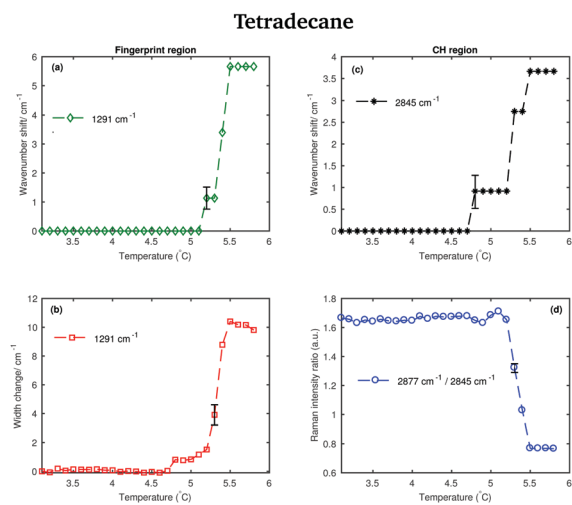 Tetradecane
Fingerprint region
CH region
(a)
Wavenumber shift/ cm⁻¹
6
5
4
3
2
1
0
1291 cm⁻¹
3.5 4 4.5 5 5.5 6
Temperature (°C)
(c)
Wavenumber shift/ cm⁻¹
4
3.5
3
2.5
2
1.5
1
0.5
0
2845 cm⁻¹
3.5 4 4.5 5 5.5 6
Temperature (°C)
(b)
Width change/ cm⁻¹
12
10
8
6
4
2
0
1291 cm⁻¹
3.5 4 4.5 5 5.5 6
Temperature (°C)
(d)
Raman intensity ratio (a.u.)
1.8
1.6
1.4
1.2
1
0.8
0.6
2877 cm⁻¹ / 2845 cm⁻¹
3.5 4 4.5 5 5.5 6
Temperature (°C)